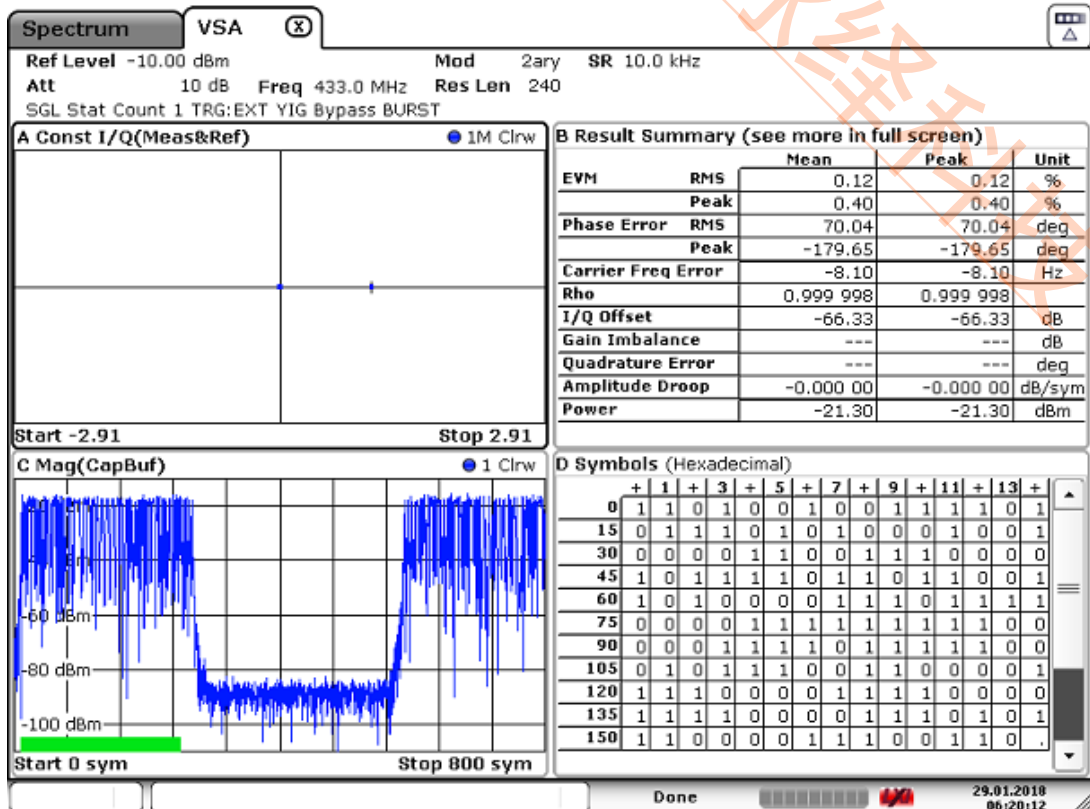 Spectrum VSA X
Ref Level -10.00 dBm Mod 2ary SR 10.0 kHz
Att 10 dB Freq 433.0 MHz Res Len 240
SGL Stat Count 1 TRG:EXT YIG Bypass BURST
A Const I/Q(Meas&Ref) 1M Clrw
Start -2.91 Stop 2.91
B Result Summary (see more in full screen)
Mean Peak Unit
EVM RMS 0.12 0.12 %
Peak 0.40 0.40 %
Phase Error RMS 70.04 70.04 deg
Peak -179.65 -179.65 deg
Carrier Freq Error -8.10 -8.10 Hz
Rho 0.999 998 0.999 998
I/Q Offset -66.33 -66.33 dB
Gain Imbalance --- --- dB
Quadrature Error --- --- deg
Amplitude Droop -0.000 00 -0.000 00 dB/sym
Power -21.30 -21.30 dBm
C Mag(CapBuf) 1 Clrw
-60 dBm
-80 dBm
-100 dBm
Start 0 sym Stop 800 sym
D Symbols (Hexadecimal)
+ 1 + 3 + 5 + 7 + 9 + 11 + 13 +
0 1 1 0 1 0 0 1 0 0 1 1 1 1 0 1
15 0 1 1 1 0 1 0 1 0 0 0 1 0 0 1
30 0 0 0 0 1 1 0 0 1 1 1 0 0 0 0
45 1 0 1 1 1 1 0 1 1 0 1 0 0 1 1
60 1 0 1 0 0 0 0 1 1 1 0 1 1 1 1
75 0 0 0 0 1 1 1 1 1 1 1 1 1 0 0
90 0 0 0 1 1 1 1 0 1 1 1 1 1 0 0
105 0 1 0 1 1 1 0 0 1 0 0 0 0 0 1
120 1 1 1 0 0 0 0 1 1 1 1 0 0 0 0
135 1 1 1 1 0 0 0 0 1 1 1 0 1 0 1
150 1 1 0 0 0 0 1 1 1 0 0 1 1 0 .
Done 29.01.2018
06:20:12